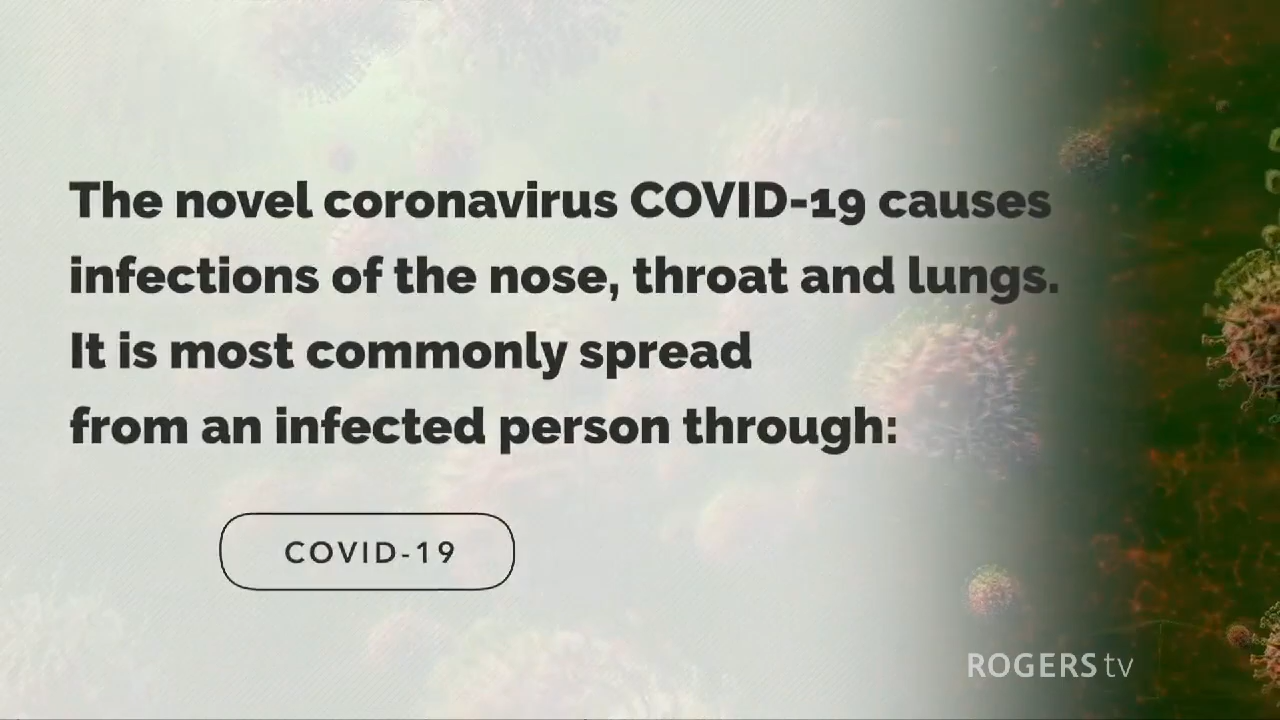 The novel coronavirus COVID-19 causes
infections of the nose, throat and lungs.
It is most commonly spread
from an infected person through:
COVID-19
ROGERS tv